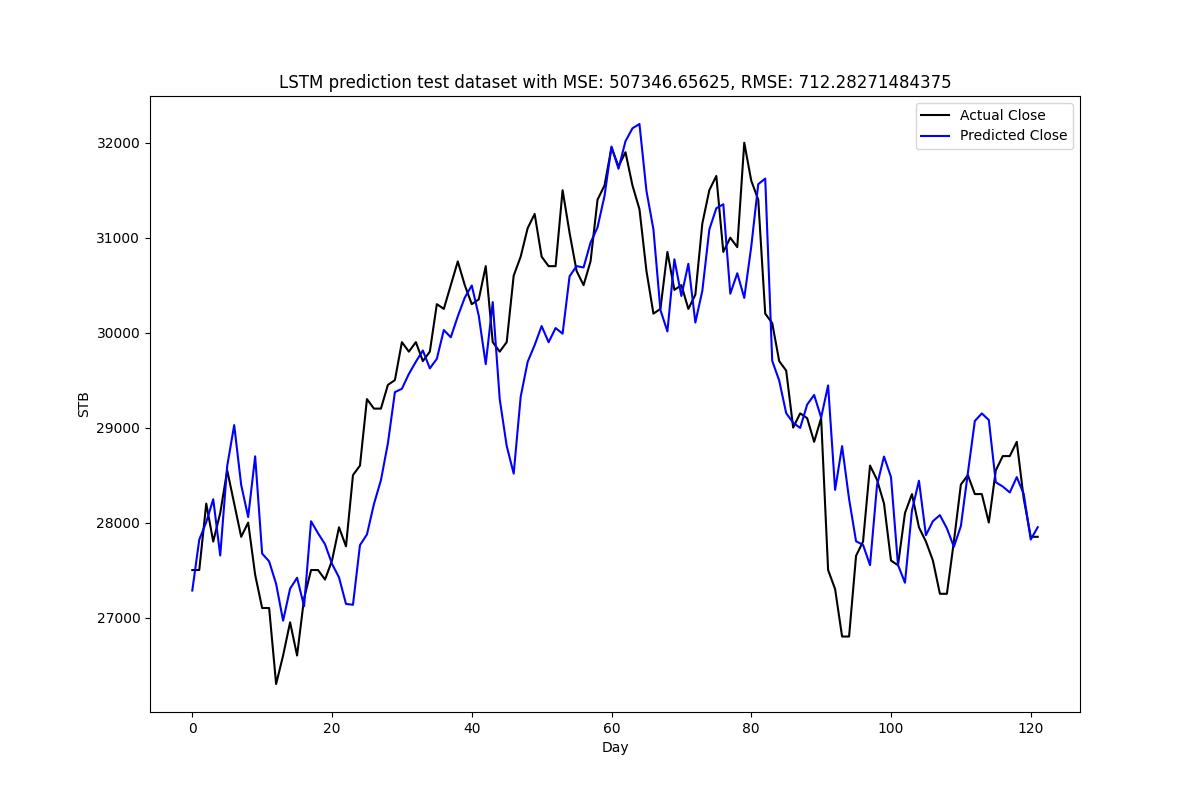 LSTM prediction test dataset with MSE: 507346.65625, RMSE: 712.28271484375
Actual Close
Predicted Close
32000
31000
30000
29000
28000
27000
STB
0 20 40 60 80 100 120
Day